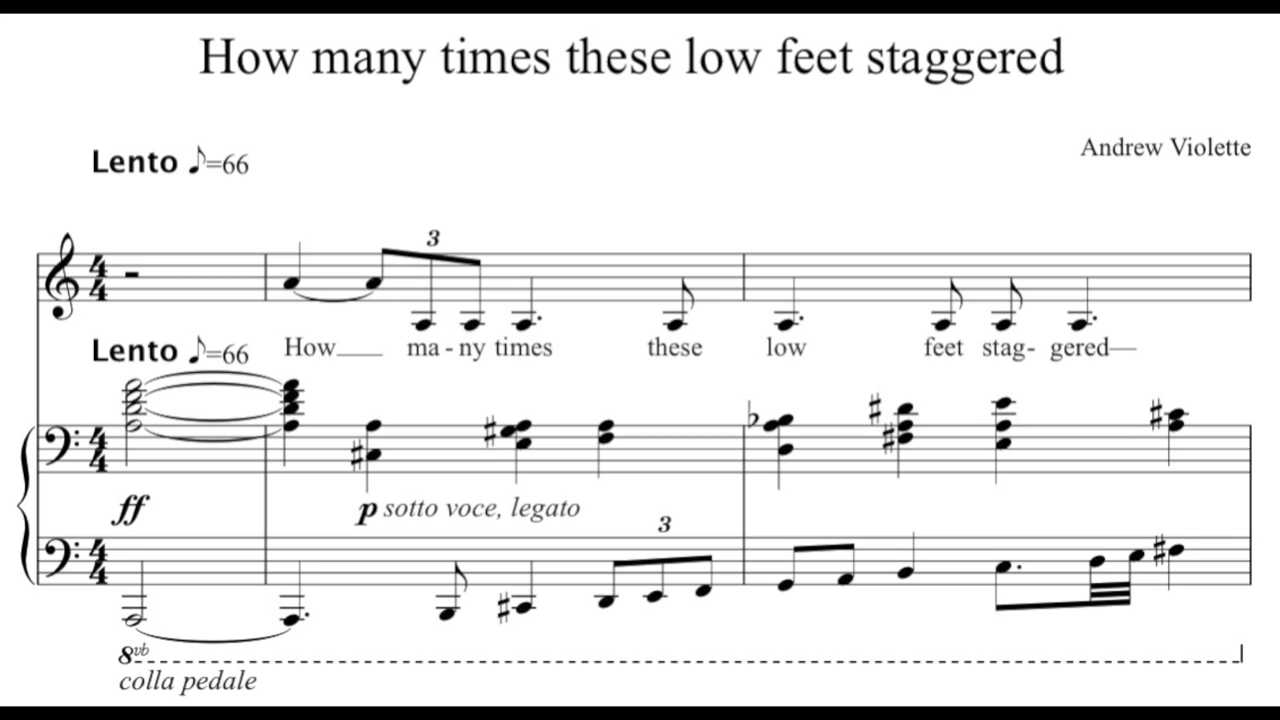 How many times these low feet staggered
Andrew Violette
Lento ♪=66
3
How ma - ny times these low feet stag- gered
Lento ♪=66
ff
p sotto voce, legato
3
8vb
colla pedale